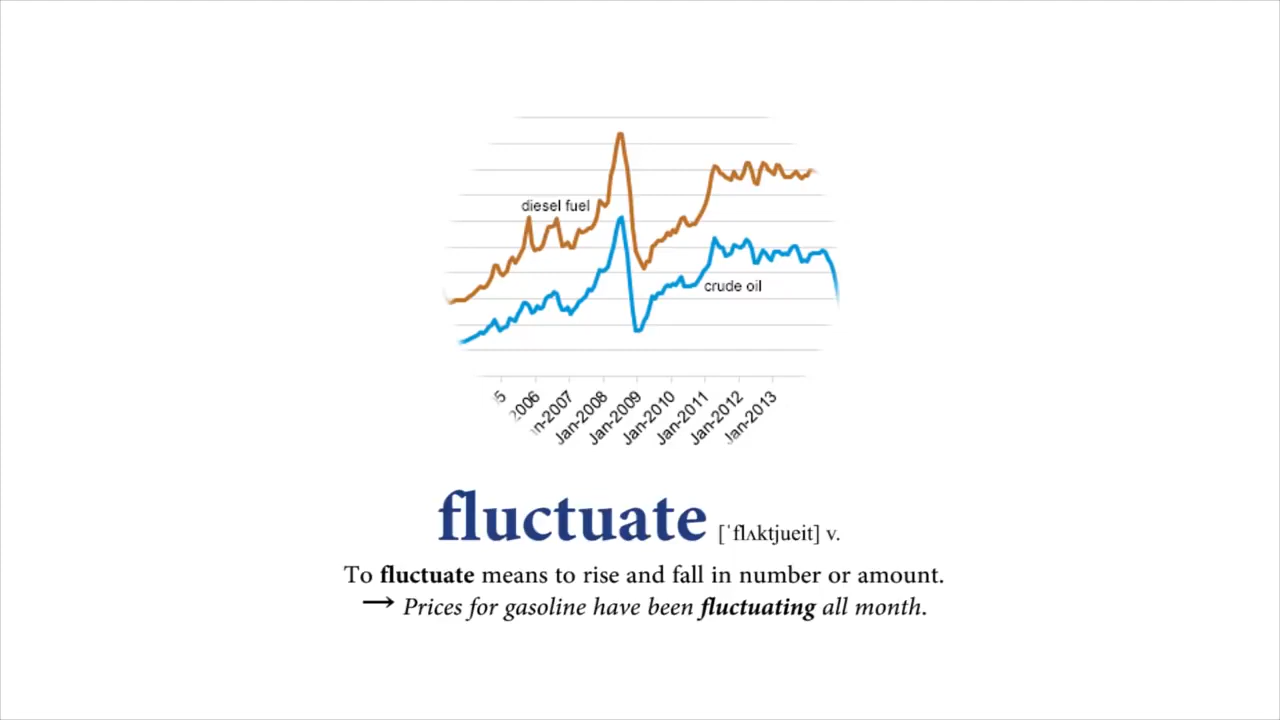 diesel fuel
crude oil
5
2006
n-2007
Jan-2008
Jan-2009
Jan-2010
Jan-2011
Jan-2012
Jan-2013
fluctuate [ˈflʌktjueit] v.
To fluctuate means to rise and fall in number or amount.
→ Prices for gasoline have been fluctuating all month.